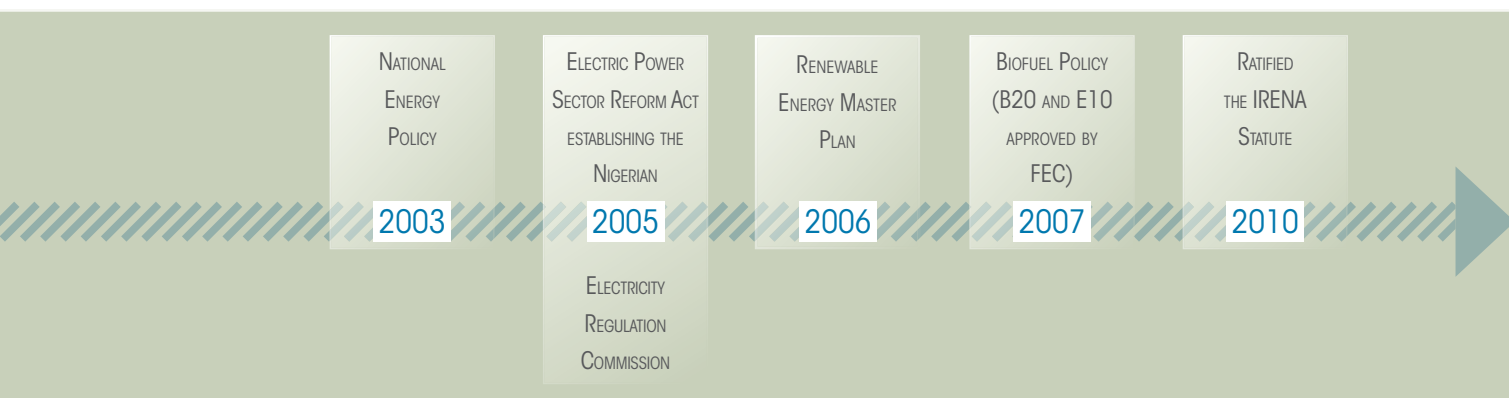 National
Energy
Policy
2003
Electric Power
Sector Reform Act
establishing the
Nigerian
2005
Electricity
Regulation
Commission
Renewable
Energy Master
Plan
2006
Biofuel Policy
(B20 and E10
approved by
FEC)
2007
Ratified
the IRENA
Statute
2010